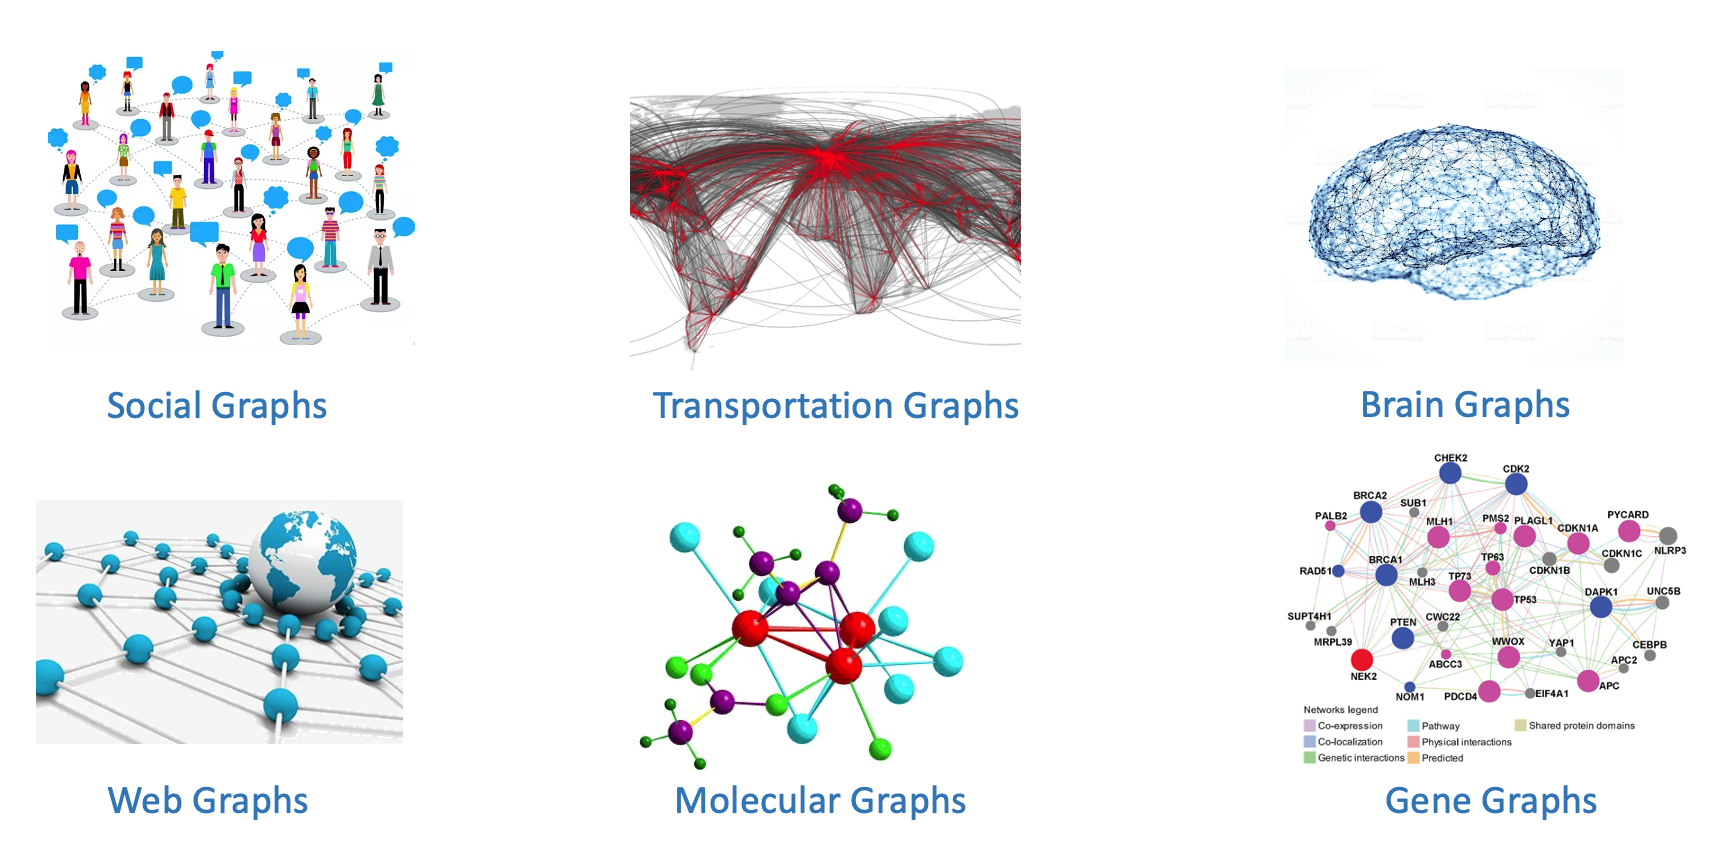 Social Graphs
Transportation Graphs
Brain Graphs
Web Graphs
Molecular Graphs
CHEK2
CDK2
BRCA2
SUB1
PALB2
MLH1
PMS2
PLAGL1
CDKN1A
PYCARD
NLRP3
CDKN1C
CDKN1B
BRCA1
TP63
RAD51
MLH3
TP73
TP53
DAPK1
UNC5B
SUPT4H1
MRPL39
PTEN
CWC22
WWOX
YAP1
CEBPB
APC2
NEK2
ABCC3
APC
NOM1
PDCD4
EIF4A1
Networks legend
Co-expression
Pathway
Shared protein domains
Co-localization
Physical interactions
Genetic interactions
Predicted
Gene Graphs